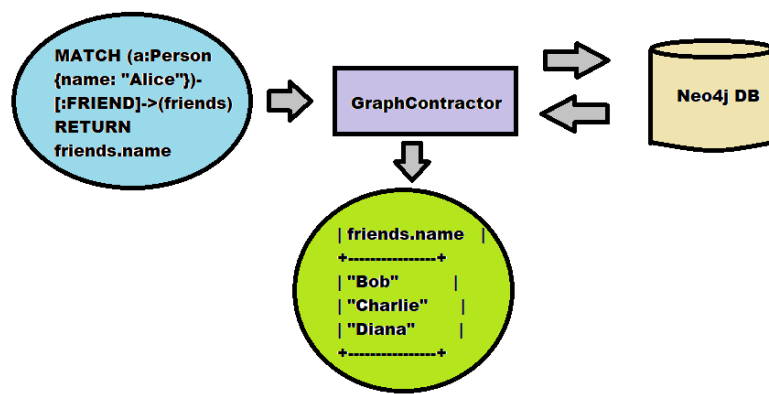 MATCH (a:Person
{name: "Alice"})-
[:FRIEND]->(friends)
RETURN
friends.name
GraphContractor
Neo4j DB
| friends.name |
+----------------+
| "Bob" |
| "Charlie" |
| "Diana" |
+----------------+